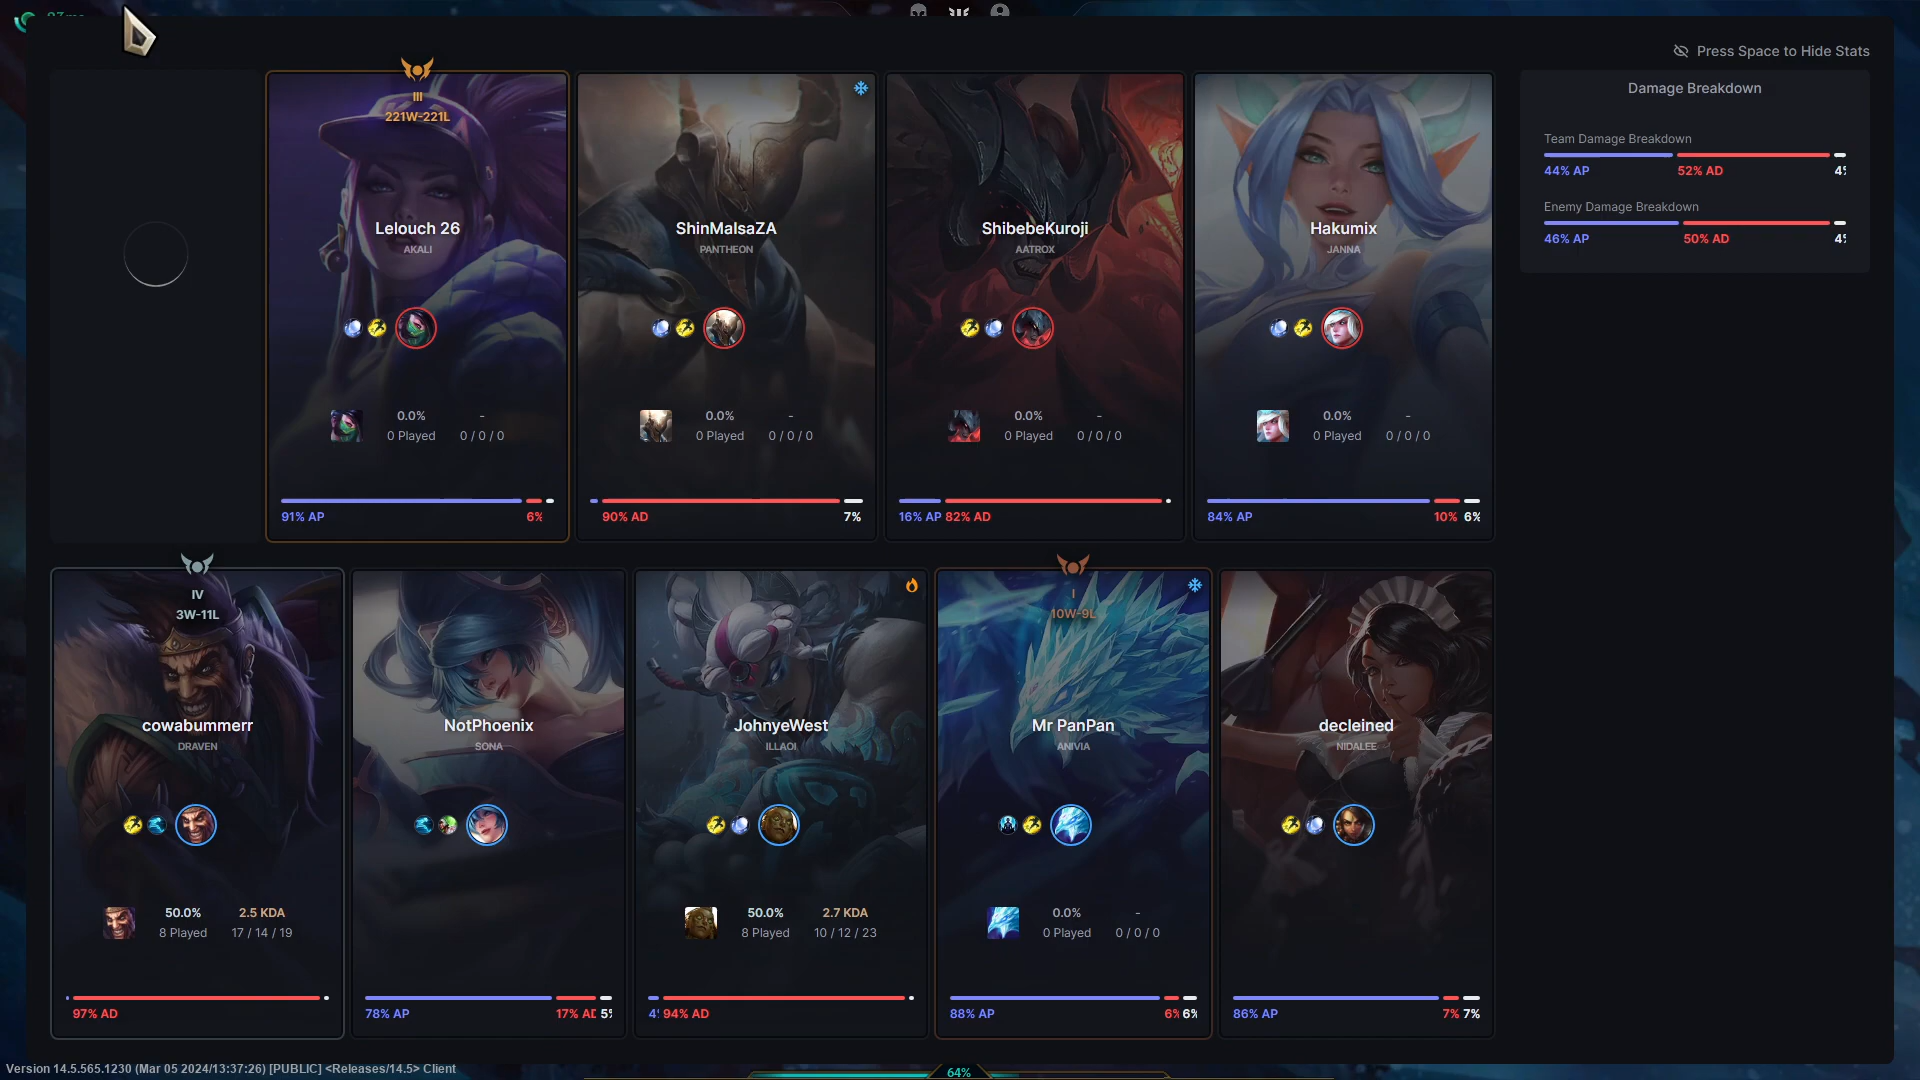 Press Space to Hide Stats
III
221W-221L
Lelouch 26
AKALI
0.0%
-
0 Played
0 / 0 / 0
91% AP
6%
ShinMalsaZA
PANTHEON
0.0%
-
0 Played
0 / 0 / 0
90% AD
7%
ShibebeKuroji
AATROX
0.0%
-
0 Played
0 / 0 / 0
16% AP 82% AD
Hakumix
JANNA
0.0%
-
0 Played
0 / 0 / 0
84% AP
10% 6%
Damage Breakdown
Team Damage Breakdown
44% AP
52% AD
4%
Enemy Damage Breakdown
46% AP
50% AD
4%
IV
3W-11L
cowabummerr
DRAVEN
50.0%
2.5 KDA
8 Played
17 / 14 / 19
97% AD
NotPhoenix
SONA
78% AP
17% AD 5%
JohnyeWest
ILLAOI
50.0%
2.7 KDA
8 Played
10 / 12 / 23
4% 94% AD
I
10W-9L
Mr PanPan
ANIVIA
0.0%
-
0 Played
0 / 0 / 0
88% AP
6% 6%
decleined
NIDALEE
86% AP
7% 7%
Version 14.5.565.1230 (Mar 05 2024/13:37:26) [PUBLIC] <Releases/14.5> Client
64%